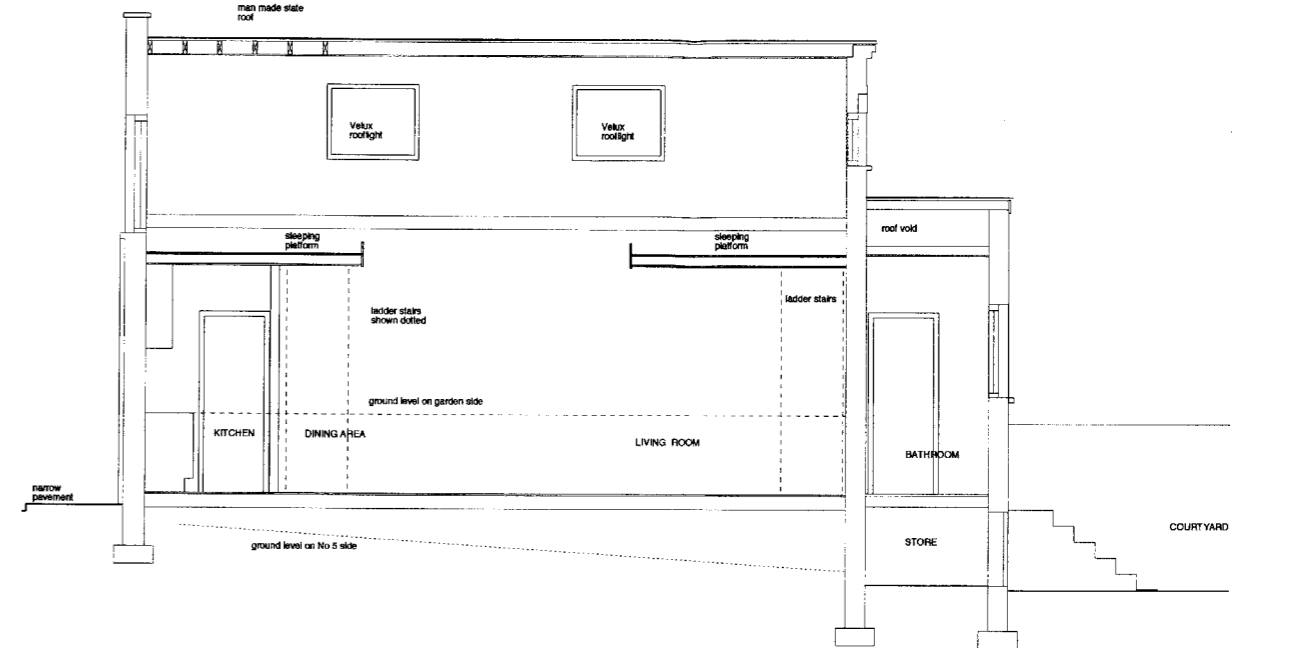 man made slate
roof
Velux
rooflight
Velux
rooflight
roof void
sleeping
platform
sleeping
platform
ladder stairs
ladder stairs
shown dotted
ground level on garden side
KITCHEN
DINING AREA
LIVING ROOM
BATHROOM
narrow
pavement
COURTYARD
STORE
ground level on No 5 side